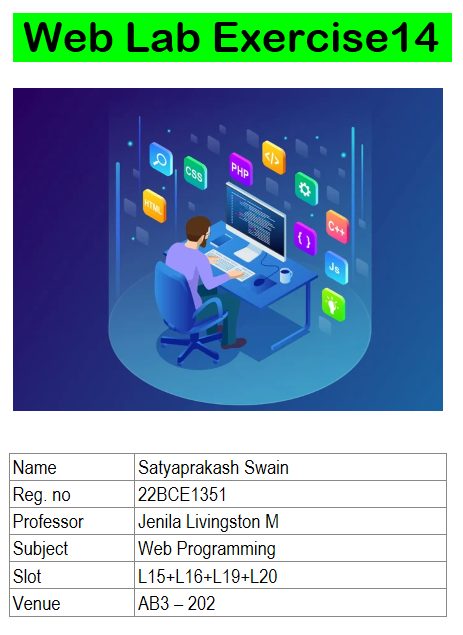 Web Lab Exercise14
CSS
PHP
</>
HTML
C++
{ }
Js
Name Satyaprakash Swain
Reg. no 22BCE1351
Professor Jenila Livingston M
Subject Web Programming
Slot L15+L16+L19+L20
Venue AB3 – 202